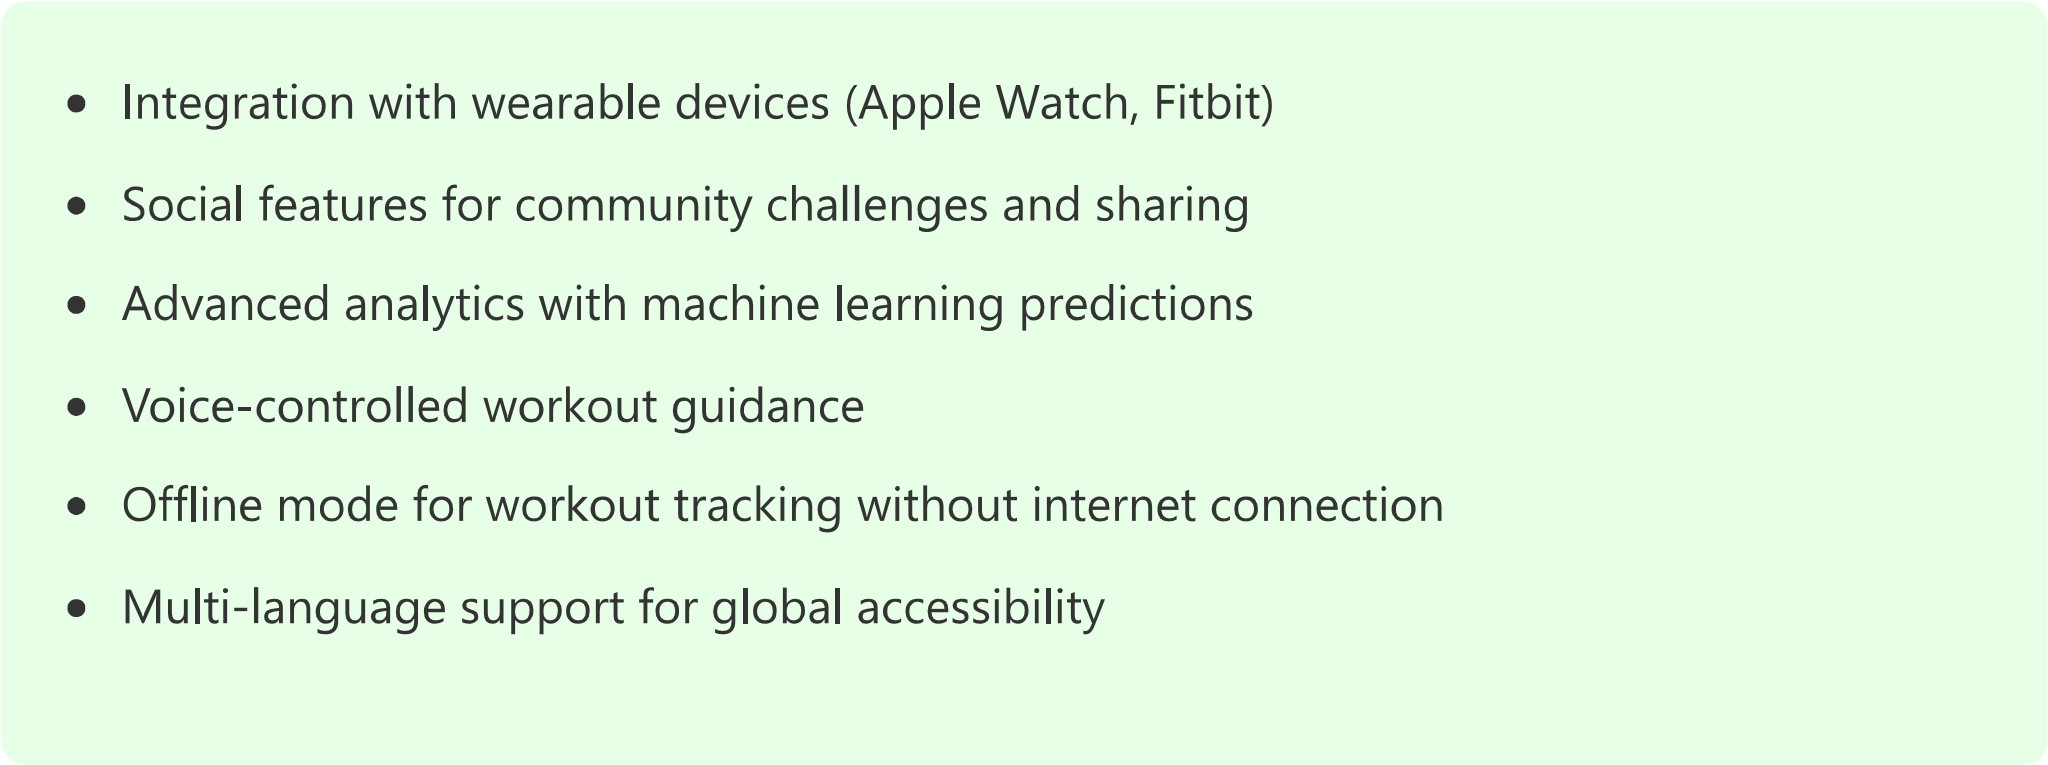 • Integration with wearable devices (Apple Watch, Fitbit)
• Social features for community challenges and sharing
• Advanced analytics with machine learning predictions
• Voice-controlled workout guidance
• Offline mode for workout tracking without internet connection
• Multi-language support for global accessibility